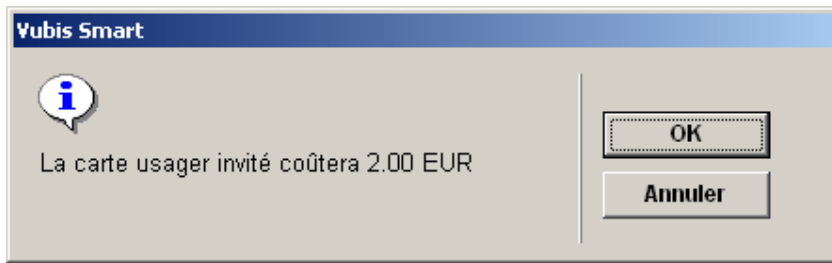 Vubis Smart
La carte usager invité coûtera 2.00 EUR
OK
Annuler